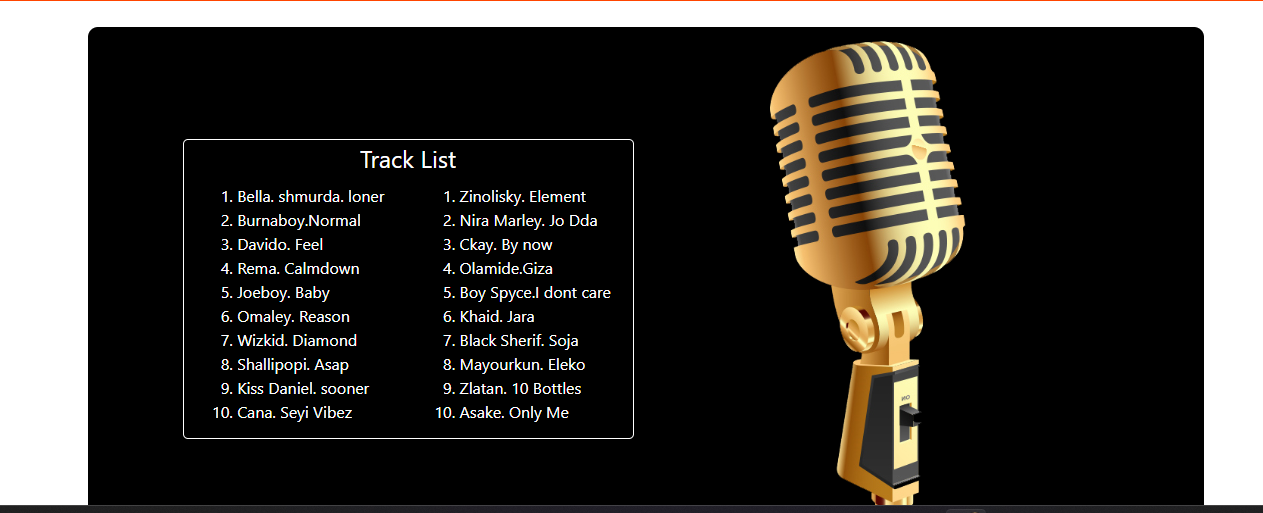 Track List
1. Bella. shmurda. loner
2. Burnaboy.Normal
3. Davido. Feel
4. Rema. Calmdown
5. Joeboy. Baby
6. Omaley. Reason
7. Wizkid. Diamond
8. Shallipopi. Asap
9. Kiss Daniel. sooner
10. Cana. Seyi Vibez
1. Zinolisky. Element
2. Nira Marley. Jo Dda
3. Ckay. By now
4. Olamide.Giza
5. Boy Spyce.I dont care
6. Khaid. Jara
7. Black Sherif. Soja
8. Mayourkun. Eleko
9. Zlatan. 10 Bottles
10. Asake. Only Me